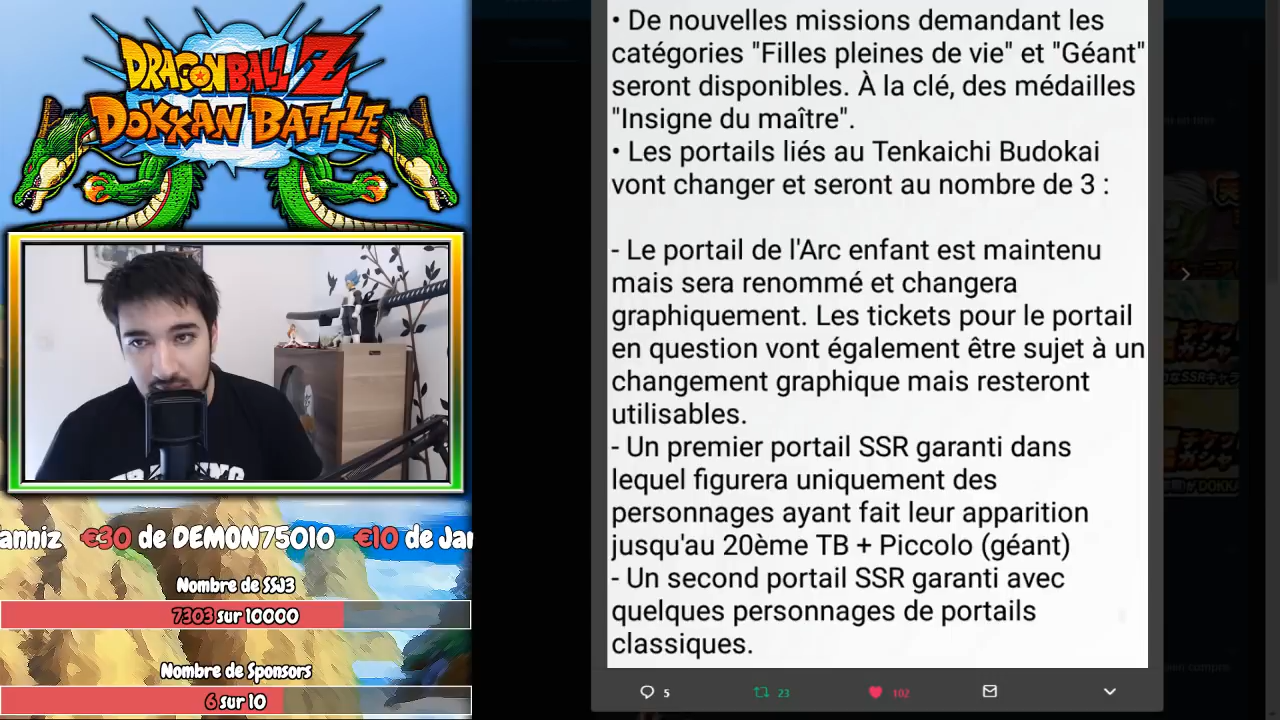 DRAGONBALL Z
DOKKAN BATTLE
anniz €30 de DEMON75010 €10 de Jar
Nombre de SSJ3
7303 sur 10000
Nombre de Sponsors
6 sur 10
• De nouvelles missions demandant les
catégories "Filles pleines de vie" et "Géant"
seront disponibles. À la clé, des médailles
"Insigne du maître".
• Les portails liés au Tenkaichi Budokai
vont changer et seront au nombre de 3 :
- Le portail de l'Arc enfant est maintenu
mais sera renommé et changera
graphiquement. Les tickets pour le portail
en question vont également être sujet à un
changement graphique mais resteront
utilisables.
- Un premier portail SSR garanti dans
lequel figurera uniquement des
personnages ayant fait leur apparition
jusqu'au 20ème TB + Piccolo (géant)
- Un second portail SSR garanti avec
quelques personnages de portails
classiques.
5 23 102